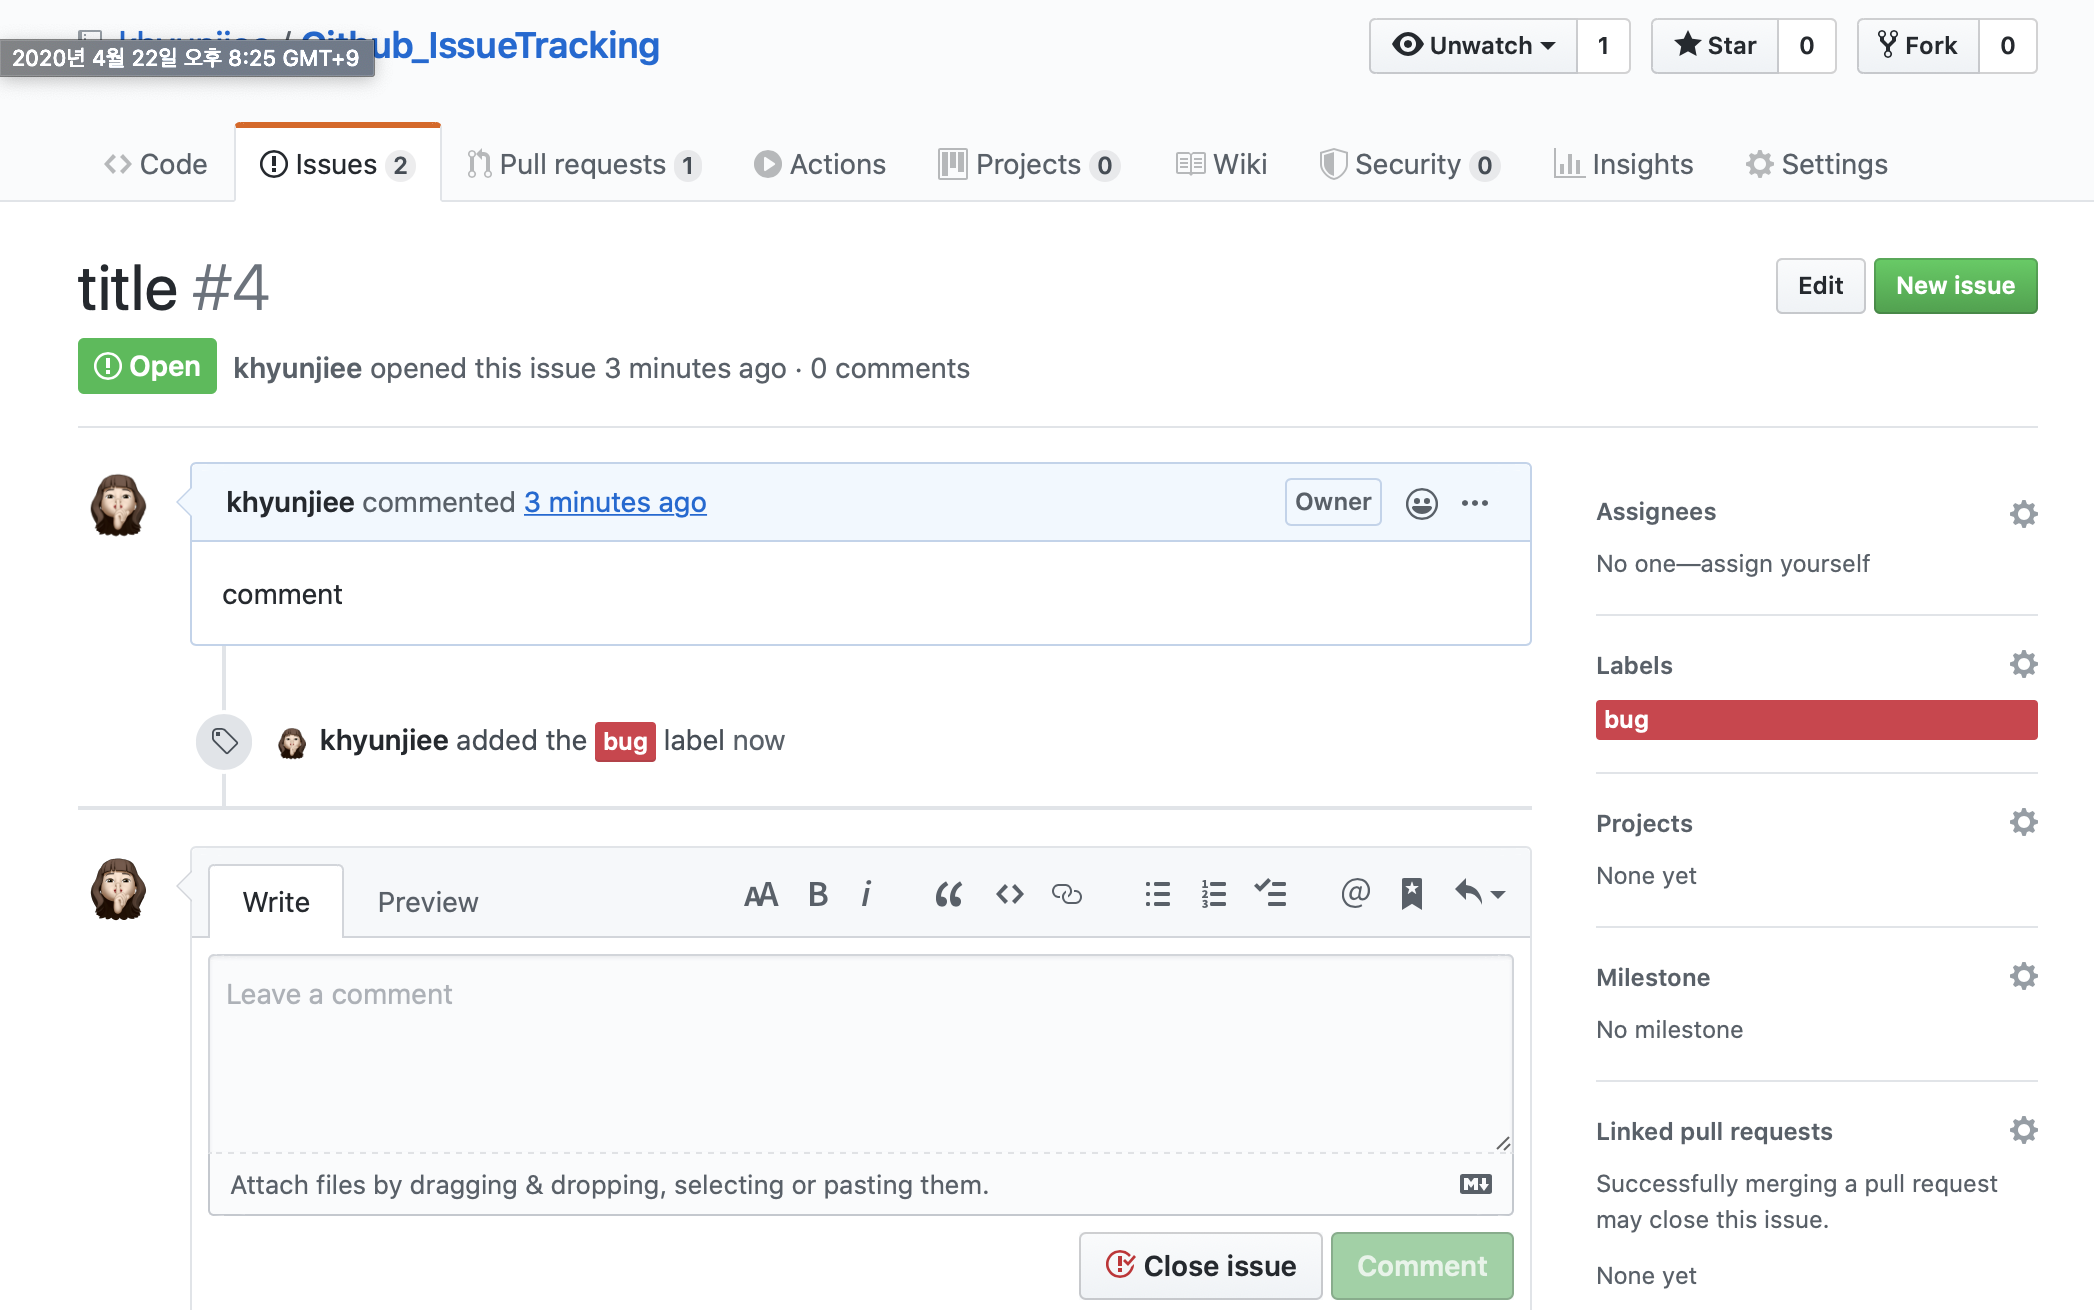 / Github_IssueTracking
2020년 4월 22일 오후 8:25 GMT+9
Unwatch 1
Star 0
Fork 0
Code
Issues 2
Pull requests 1
Actions
Projects 0
Wiki
Security 0
Insights
Settings
title #4
Edit
New issue
Open
khyunjiee opened this issue 3 minutes ago · 0 comments
khyunjiee commented 3 minutes ago
Owner
comment
khyunjiee added the bug label now
Write
Preview
Leave a comment
Attach files by dragging & dropping, selecting or pasting them.
Close issue
Comment
Assignees
No one—assign yourself
Labels
bug
Projects
None yet
Milestone
No milestone
Linked pull requests
Successfully merging a pull request
may close this issue.
None yet